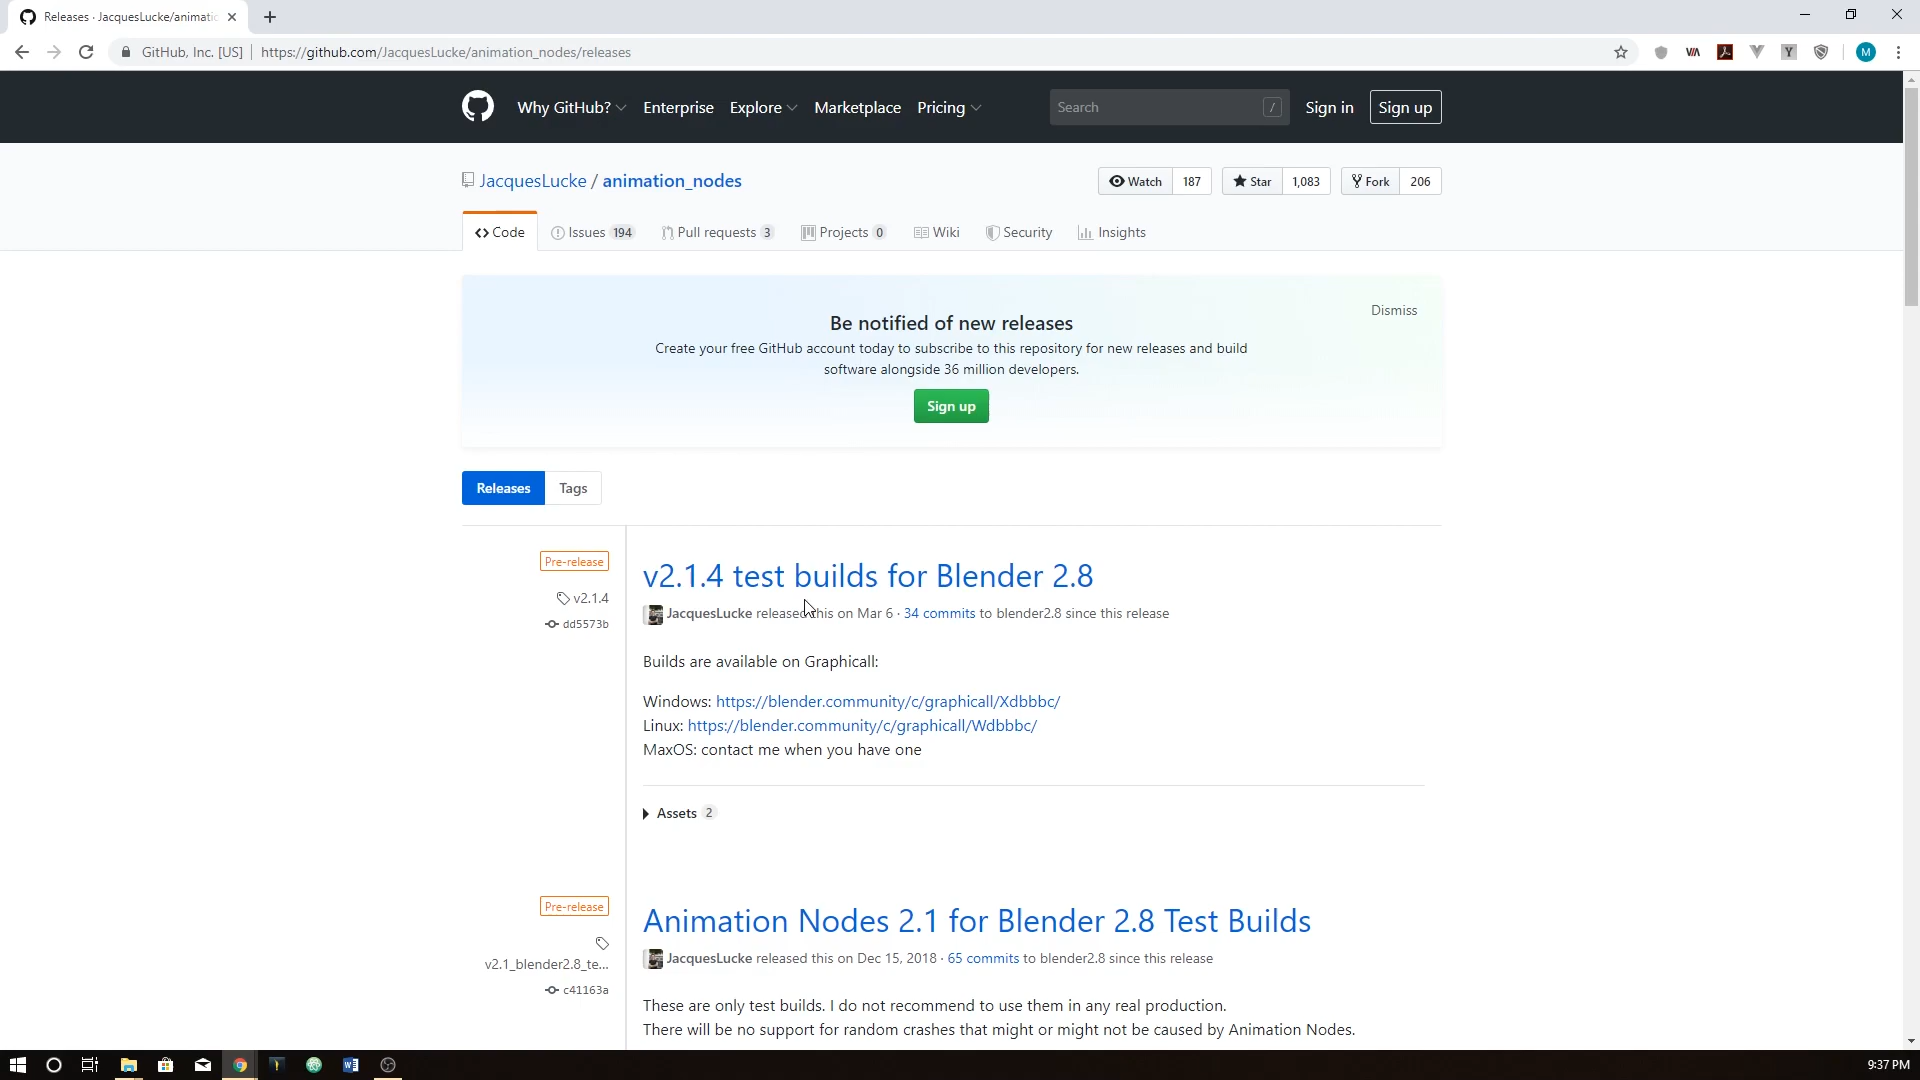 Releases · JacquesLucke/animatic
GitHub, Inc. [US] https://github.com/JacquesLucke/animation_nodes/releases
M
Why GitHub? Enterprise Explore Marketplace Pricing Search / Sign in Sign up
JacquesLucke / animation_nodes
Watch 187 Star 1,083 Fork 206
Code Issues 194 Pull requests 3 Projects 0 Wiki Security Insights
Dismiss
Be notified of new releases
Create your free GitHub account today to subscribe to this repository for new releases and build
software alongside 36 million developers.
Sign up
Releases Tags
Pre-release
v2.1.4
dd5573b
v2.1.4 test builds for Blender 2.8
JacquesLucke released this on Mar 6 · 34 commits to blender2.8 since this release
Builds are available on Graphicall:
Windows: https://blender.community/c/graphicall/Xdbbbc/
Linux: https://blender.community/c/graphicall/Wdbbbc/
MaxOS: contact me when you have one
Assets 2
Pre-release
v2.1_blender2.8_te...
c41163a
Animation Nodes 2.1 for Blender 2.8 Test Builds
JacquesLucke released this on Dec 15, 2018 · 65 commits to blender2.8 since this release
These are only test builds. I do not recommend to use them in any real production.
There will be no support for random crashes that might or might not be caused by Animation Nodes.
9:37 PM